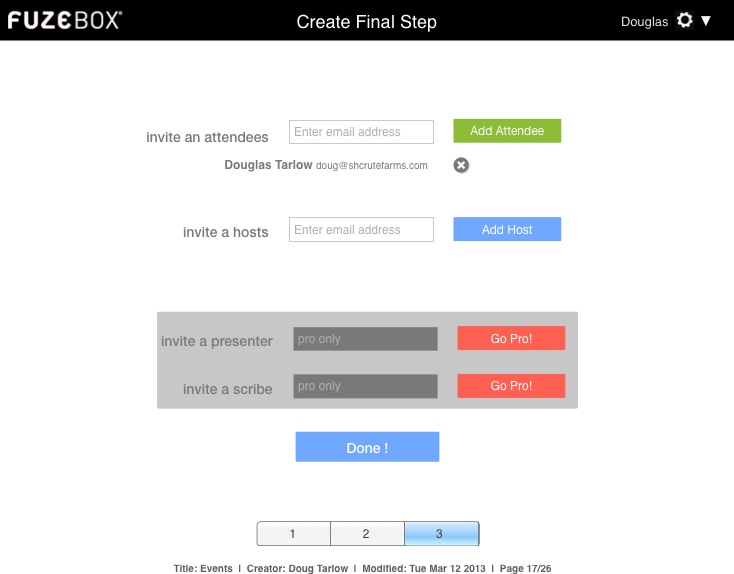 FUZEBOX® Create Final Step Douglas ▼
invite an attendees Enter email address Add Attendee
Douglas Tarlow doug@shcrutefarms.com
invite a hosts Enter email address Add Host
invite a presenter pro only Go Pro!
invite a scribe pro only Go Pro!
Done !
1 2 3
Title: Events | Creator: Doug Tarlow | Modified: Tue Mar 12 2013 | Page 17/26